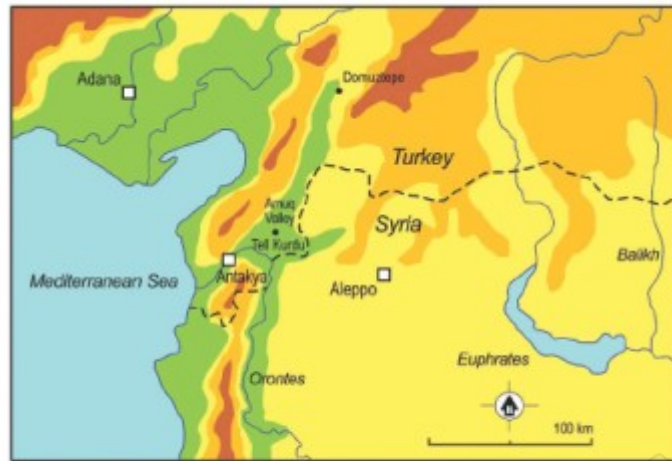 Adana
Domuztepe
Turkey
Amuq
Valley
Tell Kurdu
Syria
Antakya
Mediterranean Sea
Aleppo
Balikh
Euphrates
Orontes
N
100 km